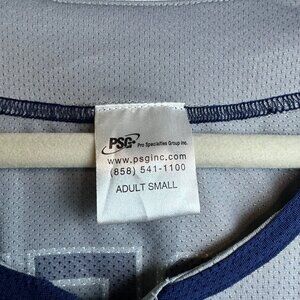 PSG Pro Specialties Group Inc.
www.psginc.com
(858) 541-1100
ADULT SMALL